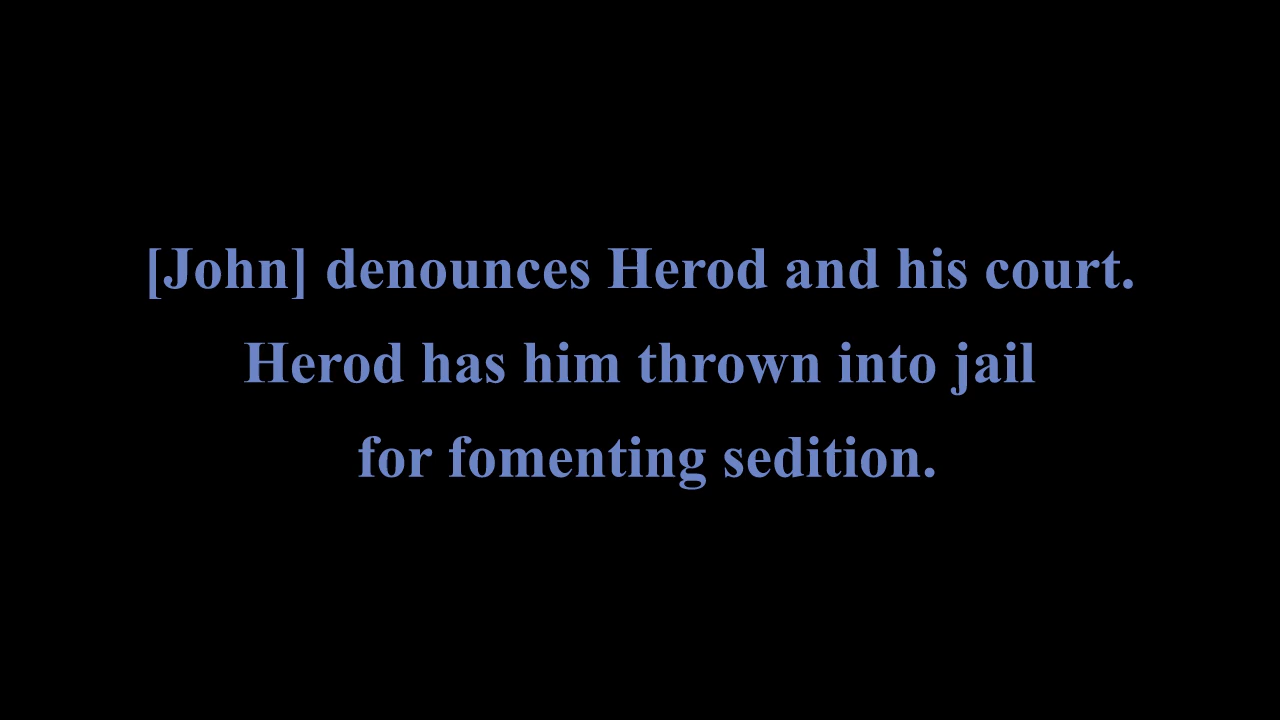 [John] denounces Herod and his court.
Herod has him thrown into jail
for fomenting sedition.